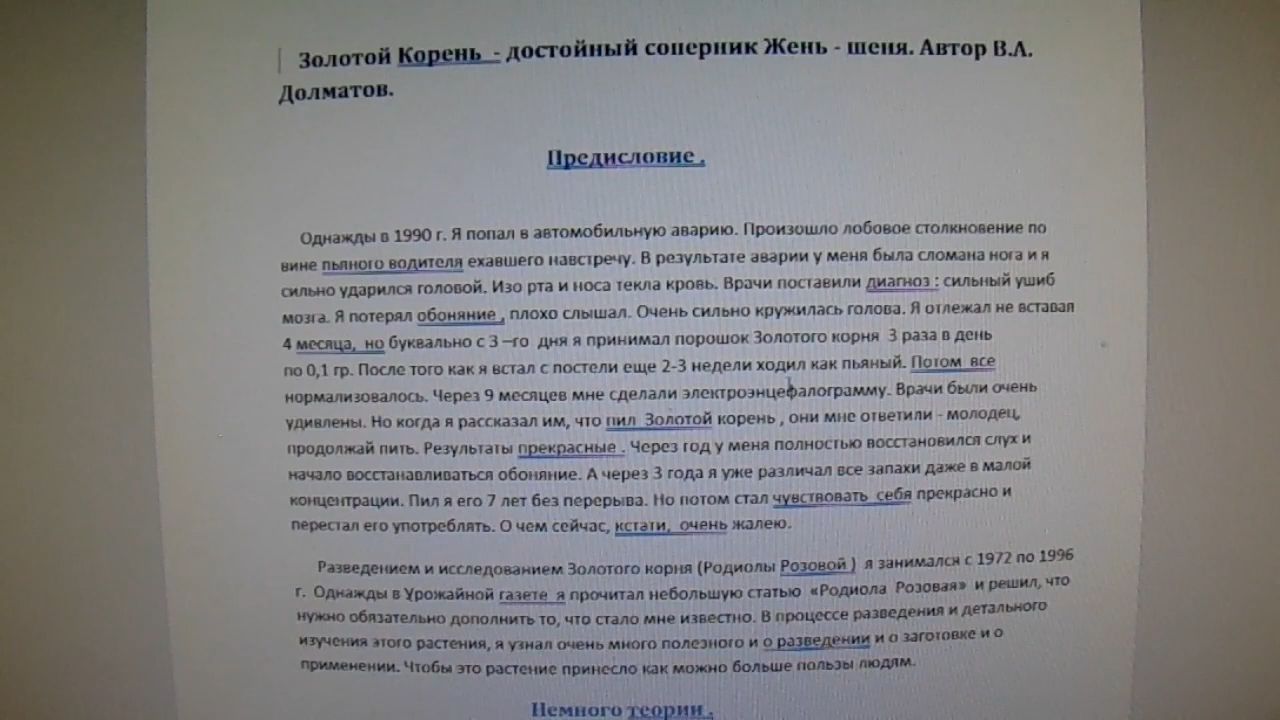 Золотой Корень - достойный соперник Жень - шеня. Автор В.А.
Долматов.
Предисловие .
Однажды в 1990 г. Я попал в автомобильную аварию. Произошло лобовое столкновение по
вине пьяного водителя ехавшего навстречу. В результате аварии у меня была сломана нога и я
сильно ударился головой. Изо рта и носа текла кровь. Врачи поставили диагноз : сильный ушиб
мозга. Я потерял обоняние , плохо слышал. Очень сильно кружилась голова. Я отлежал не вставая
4 месяца, но буквально с 3 –го дня я принимал порошок Золотого корня 3 раза в день
по 0,1 гр. После того как я встал с постели еще 2-3 недели ходил как пьяный. Потом все
нормализовалось. Через 9 месяцев мне сделали электроэнцефалограмму. Врачи были очень
удивлены. Но когда я рассказал им, что пил Золотой корень , они мне ответили - молодец,
продолжай пить. Результаты прекрасные . Через год у меня полностью восстановился слух и
начало восстанавливаться обоняние. А через 3 года я уже различал все запахи даже в малой
концентрации. Пил я его 7 лет без перерыва. Но потом стал чувствовать себя прекрасно и
перестал его употреблять. О чем сейчас, кстати, очень жалею.
Разведением и исследованием Золотого корня (Родиолы Розовой ) я занимался с 1972 по 1996
г. Однажды в Урожайной газете я прочитал небольшую статью «Родиола Розовая» и решил, что
нужно обязательно дополнить то, что стало мне известно. В процессе разведения и детального
изучения этого растения, я узнал очень много полезного и о разведении и о заготовке и о
применении. Чтобы это растение принесло как можно больше пользы людям.
Немного теории .